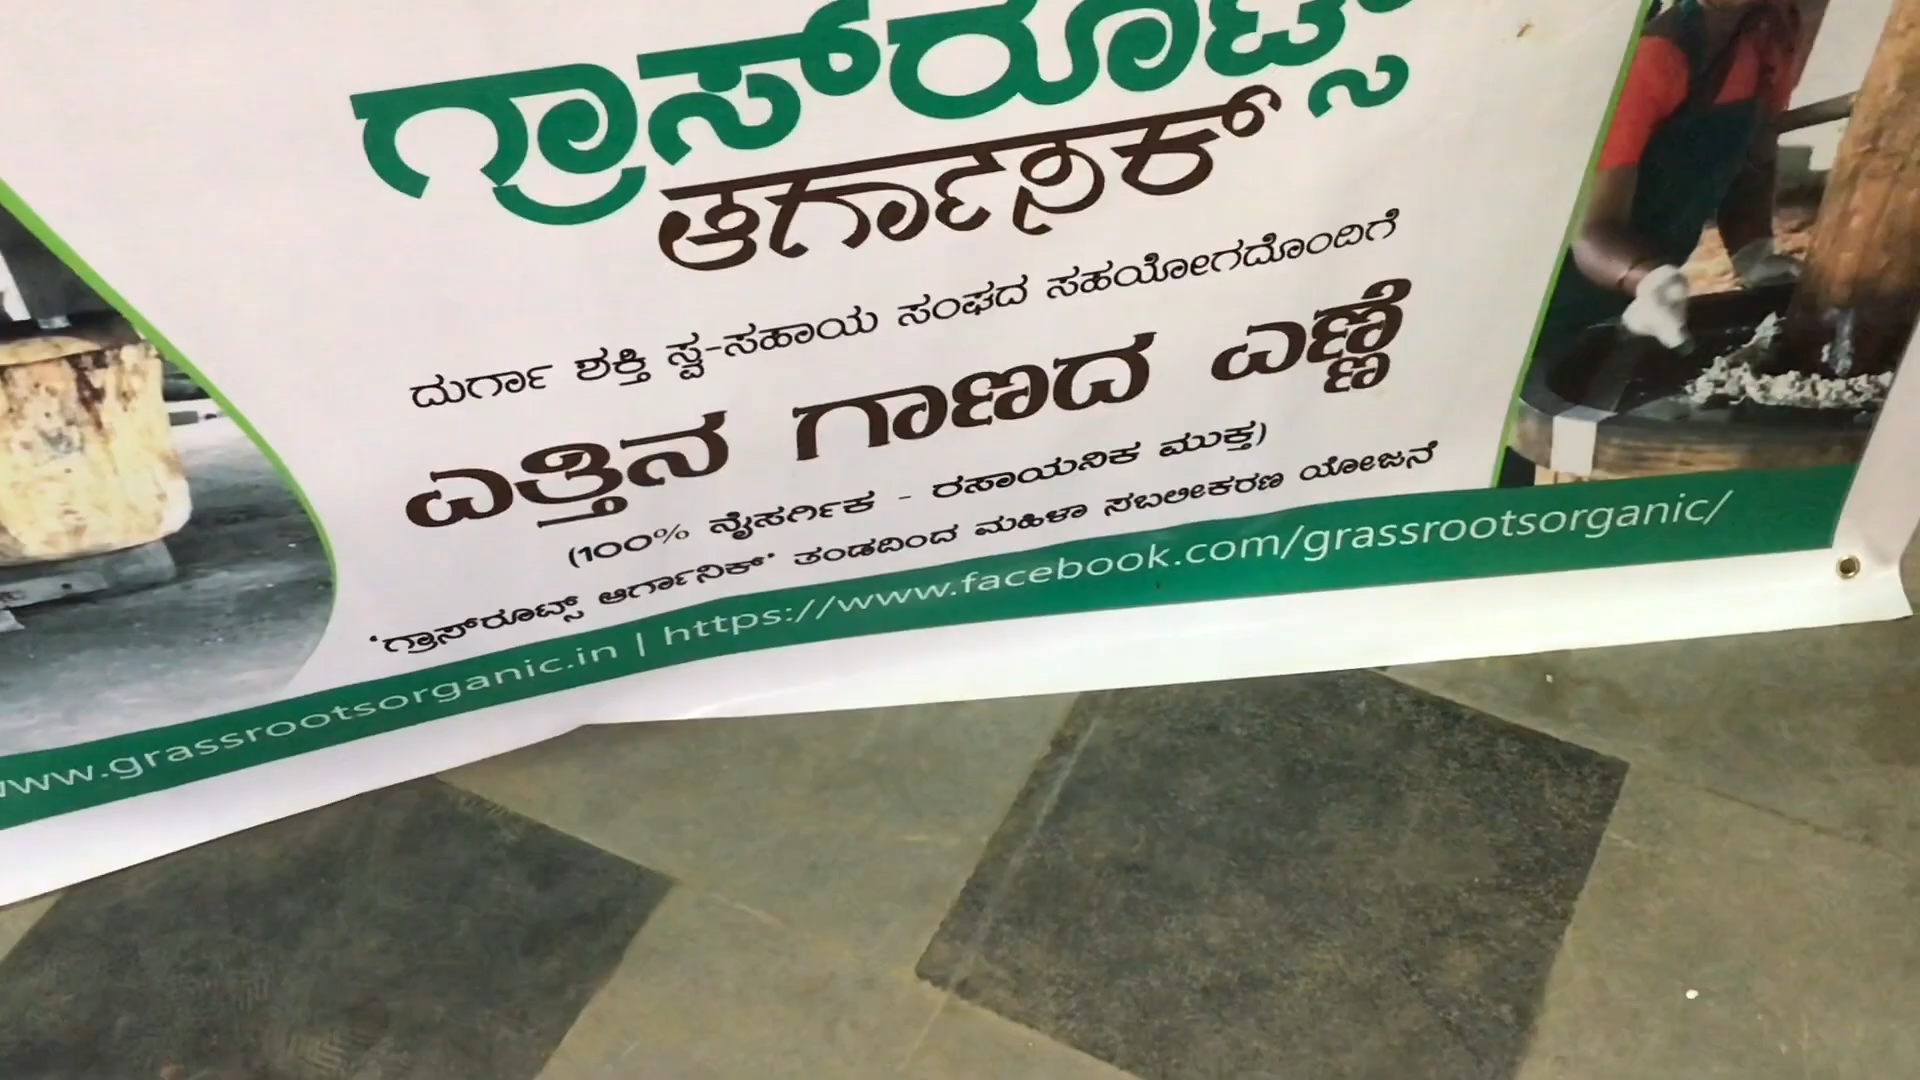 ಗ್ರಾಸ್‌ರೂಟ್ಸ್
ಆರ್ಗಾನಿಕ್
ದುರ್ಗಾ ಶಕ್ತಿ ಸ್ವ-ಸಹಾಯ ಸಂಘದ ಸಹಯೋಗದೊಂದಿಗೆ
ಎತ್ತಿನ ಗಾಣದ ಎಣ್ಣೆ
(100% ನೈಸರ್ಗಿಕ - ರಸಾಯನಿಕ ಮುಕ್ತ)
'ಗ್ರಾಸ್‌ರೂಟ್ಸ್ ಆರ್ಗಾನಿಕ್' ತಂಡದಿಂದ ಮಹಿಳಾ ಸಬಲೀಕರಣ ಯೋಜನೆ
www.grassrootsorganic.in | https://www.facebook.com/grassrootsorganic/